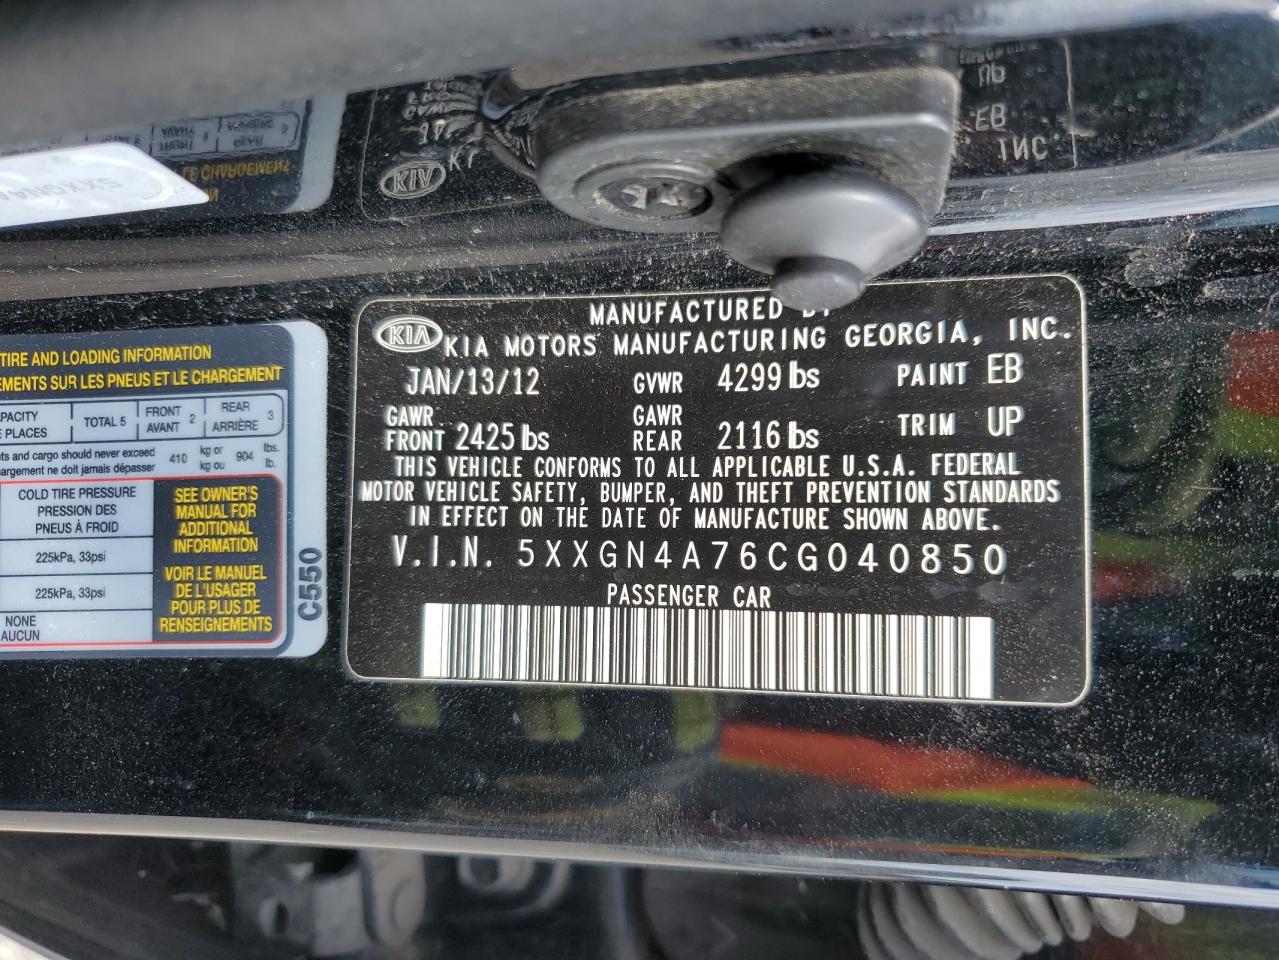 TIRE AND LOADING INFORMATION
SUR LES PNEUS ET LE CHARGEMENT
PLACES
TOTAL 5
FRONT
AVANT 2
REAR
ARRIÈRE 3
and cargo should never exceed
ne doit jamais dépasser
410 kg or
kg ou 904 lbs.
lb.
COLD TIRE PRESSURE
PRESSION DES
PNEUS À FROID
225kPa, 33psi
225kPa, 33psi
NONE
AUCUN
SEE OWNER'S
MANUAL FOR
ADDITIONAL
INFORMATION
VOIR LE MANUEL
DE L'USAGER
POUR PLUS DE
RENSEIGNEMENTS
C550
MANUFACTURED BY
KIA KIA MOTORS MANUFACTURING GEORGIA, INC.
JAN/13/12 GVWR 4299 lbs PAINT EB
GAWR
FRONT 2425 lbs GAWR
REAR 2116 lbs TRIM UP
THIS VEHICLE CONFORMS TO ALL APPLICABLE U.S.A. FEDERAL
MOTOR VEHICLE SAFETY, BUMPER, AND THEFT PREVENTION STANDARDS
IN EFFECT ON THE DATE OF MANUFACTURE SHOWN ABOVE.
V.I.N. 5XXGN4A76CG040850
PASSENGER CAR